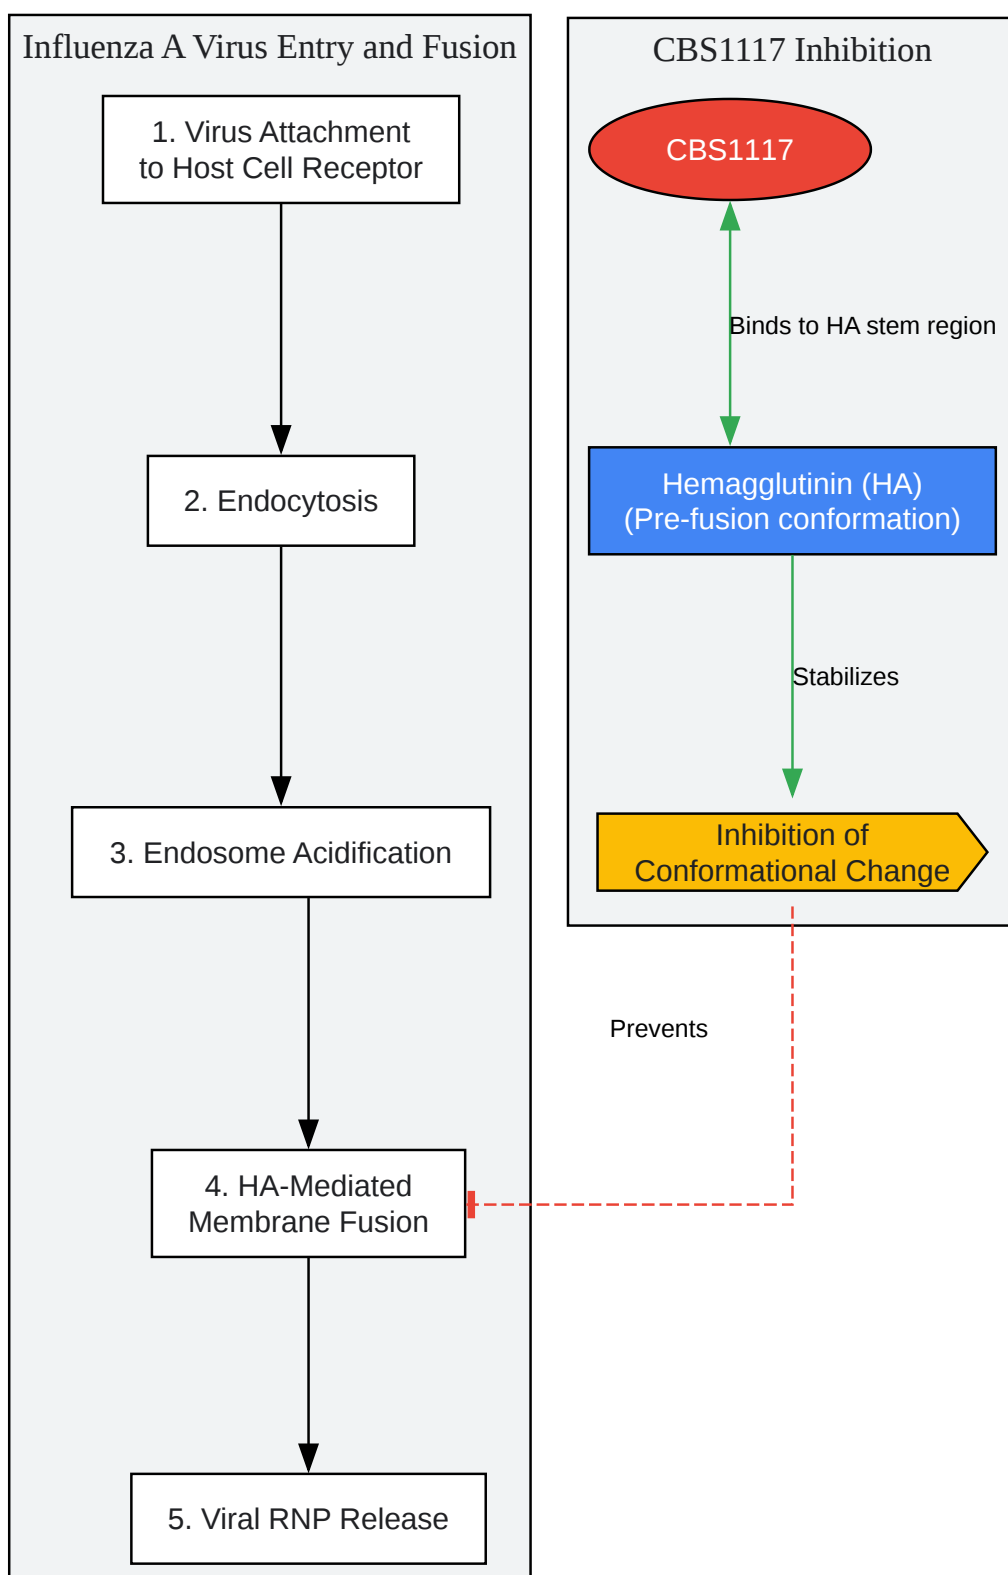 Influenza A Virus Entry and Fusion
1. Virus Attachment
to Host Cell Receptor
2. Endocytosis
3. Endosome Acidification
4. HA-Mediated
Membrane Fusion
5. Viral RNP Release
CBS1117 Inhibition
CBS1117
Binds to HA stem region
Hemagglutinin (HA)
(Pre-fusion conformation)
Stabilizes
Inhibition of
Conformational Change
Prevents